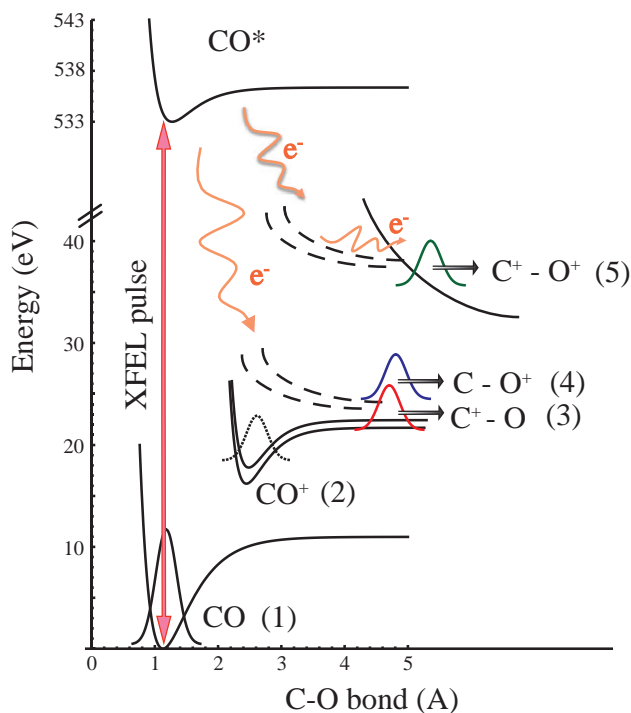 543
538
533
40
30
20
10
Energy (eV)
CO*
XFEL pulse
e-
e-
e-
C⁺ - O⁺ (5)
C - O⁺ (4)
C⁺ - O (3)
CO⁺ (2)
CO (1)
0 1 2 3 4 5
C-O bond (A)